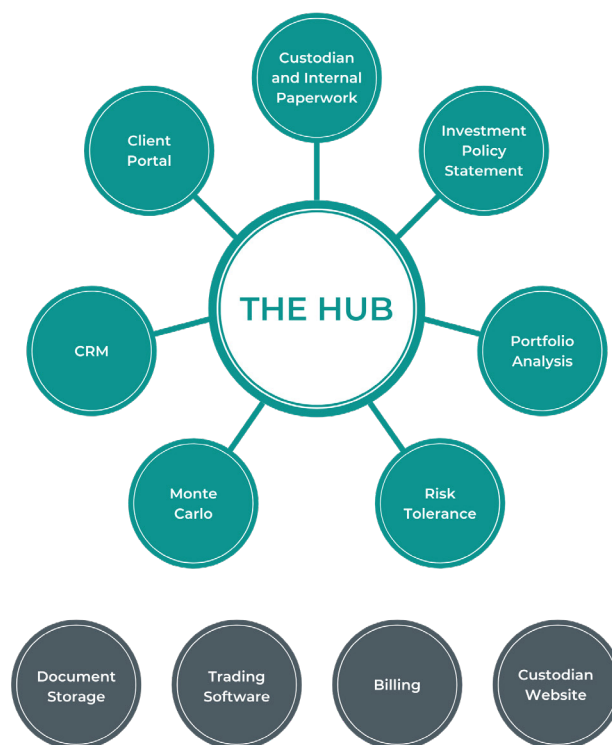 Custodian
and Internal
Paperwork
Client
Portal
Investment
Policy
Statement
THE HUB
CRM
Portfolio
Analysis
Monte
Carlo
Risk
Tolerance
Document
Storage
Trading
Software
Billing
Custodian
Website